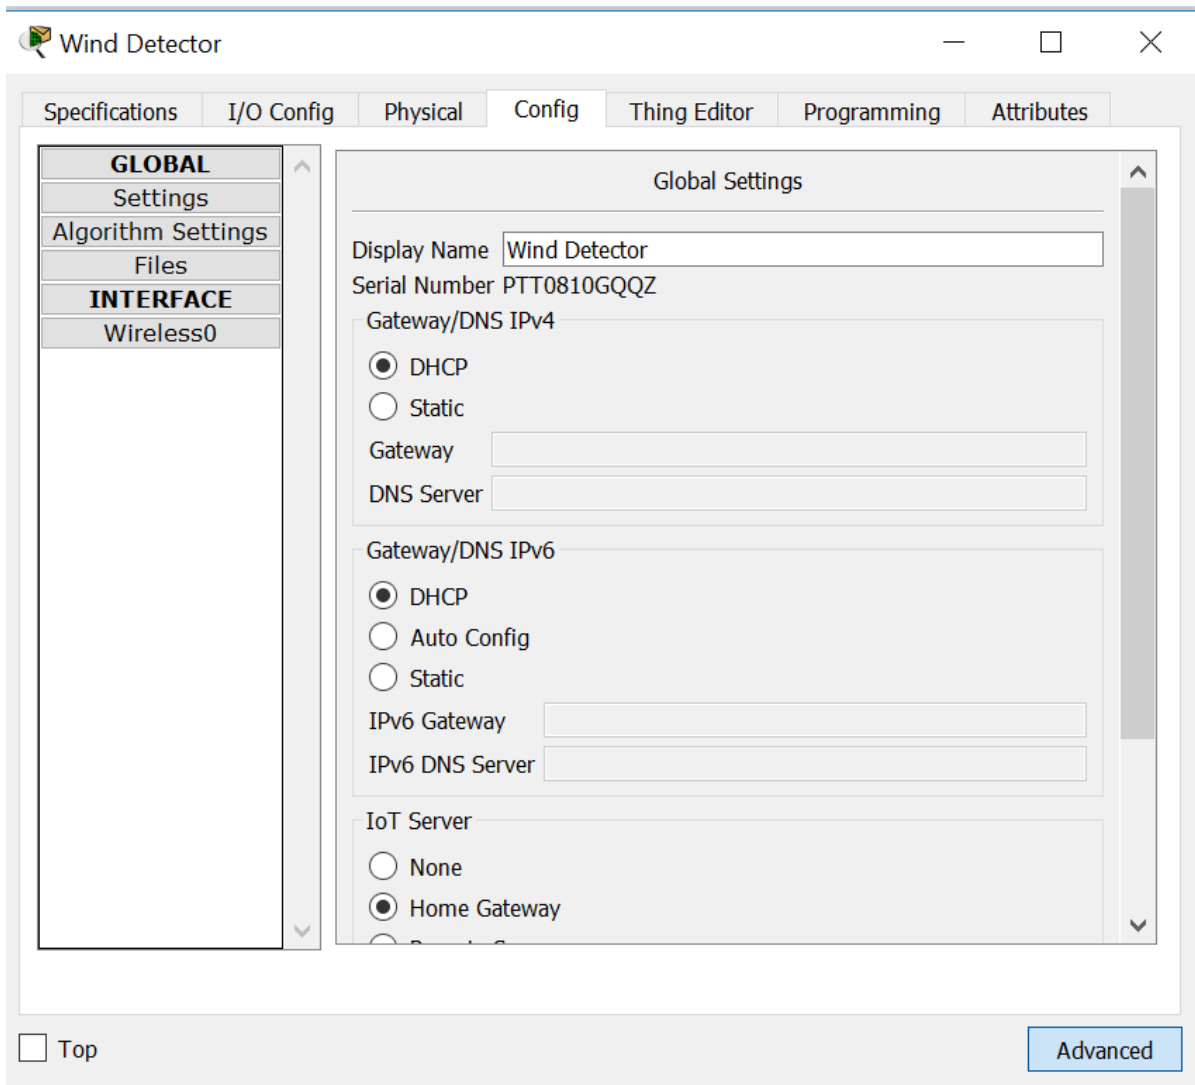 Wind Detector
Specifications I/O Config Physical Config Thing Editor Programming Attributes
GLOBAL
Settings
Algorithm Settings
Files
INTERFACE
Wireless0
Global Settings
Display Name Wind Detector
Serial Number PTT0810GQQZ
Gateway/DNS IPv4
DHCP
Static
Gateway
DNS Server
Gateway/DNS IPv6
DHCP
Auto Config
Static
IPv6 Gateway
IPv6 DNS Server
IoT Server
None
Home Gateway
Top
Advanced